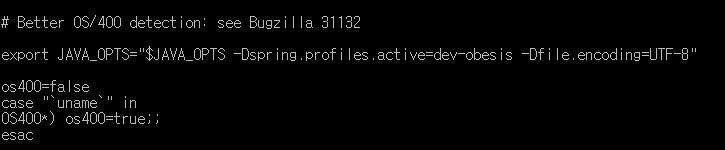 # Better OS/400 detection: see Bugzilla 31132
export JAVA_OPTS="$JAVA_OPTS -Dspring.profiles.active=dev-obesis -Dfile.encoding=UTF-8"
os400=false
case "`uname`" in
OS400*) os400=true;;
esac